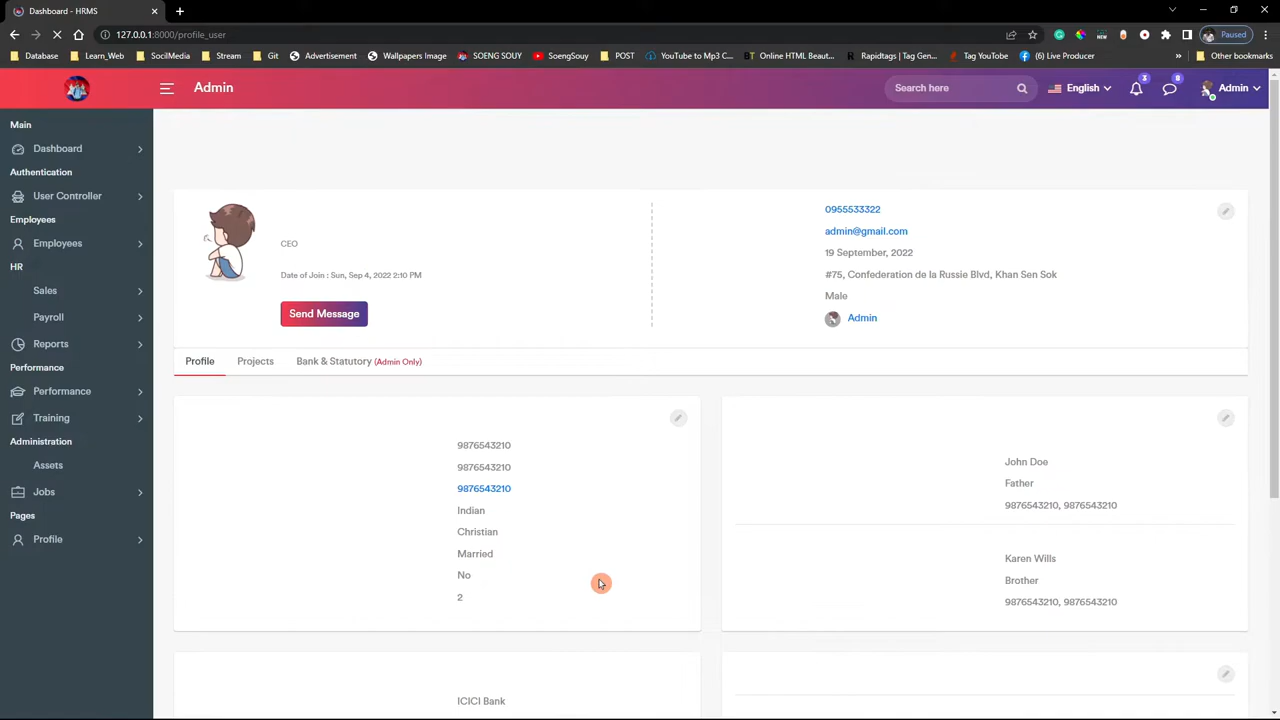 Dashboard - HRMS
127.0.0.1:8000/profile_user
Paused
Database
Learn_Web
SocilMedia
Stream
Git
Advertisement
Wallpapers Image
SOENG SOUY
SoengSouy
POST
YouTube to Mp3 C...
Online HTML Beaut...
Rapidtags | Tag Gen...
Tag YouTube
(6) Live Producer
»
Other bookmarks
Admin
Search here
English
3
8
Admin
Main
Dashboard
Authentication
User Controller
Employees
Employees
HR
Sales
Payroll
Reports
Performance
Performance
Training
Administration
Assets
Jobs
Pages
Profile
CEO
Date of Join : Sun, Sep 4, 2022 2:10 PM
Send Message
0955533322
admin@gmail.com
19 September, 2022
#75, Confederation de la Russie Blvd, Khan Sen Sok
Male
Admin
Profile
Projects
Bank & Statutory (Admin Only)
9876543210
9876543210
9876543210
Indian
Christian
Married
No
2
John Doe
Father
9876543210, 9876543210
Karen Wills
Brother
9876543210, 9876543210
ICICI Bank